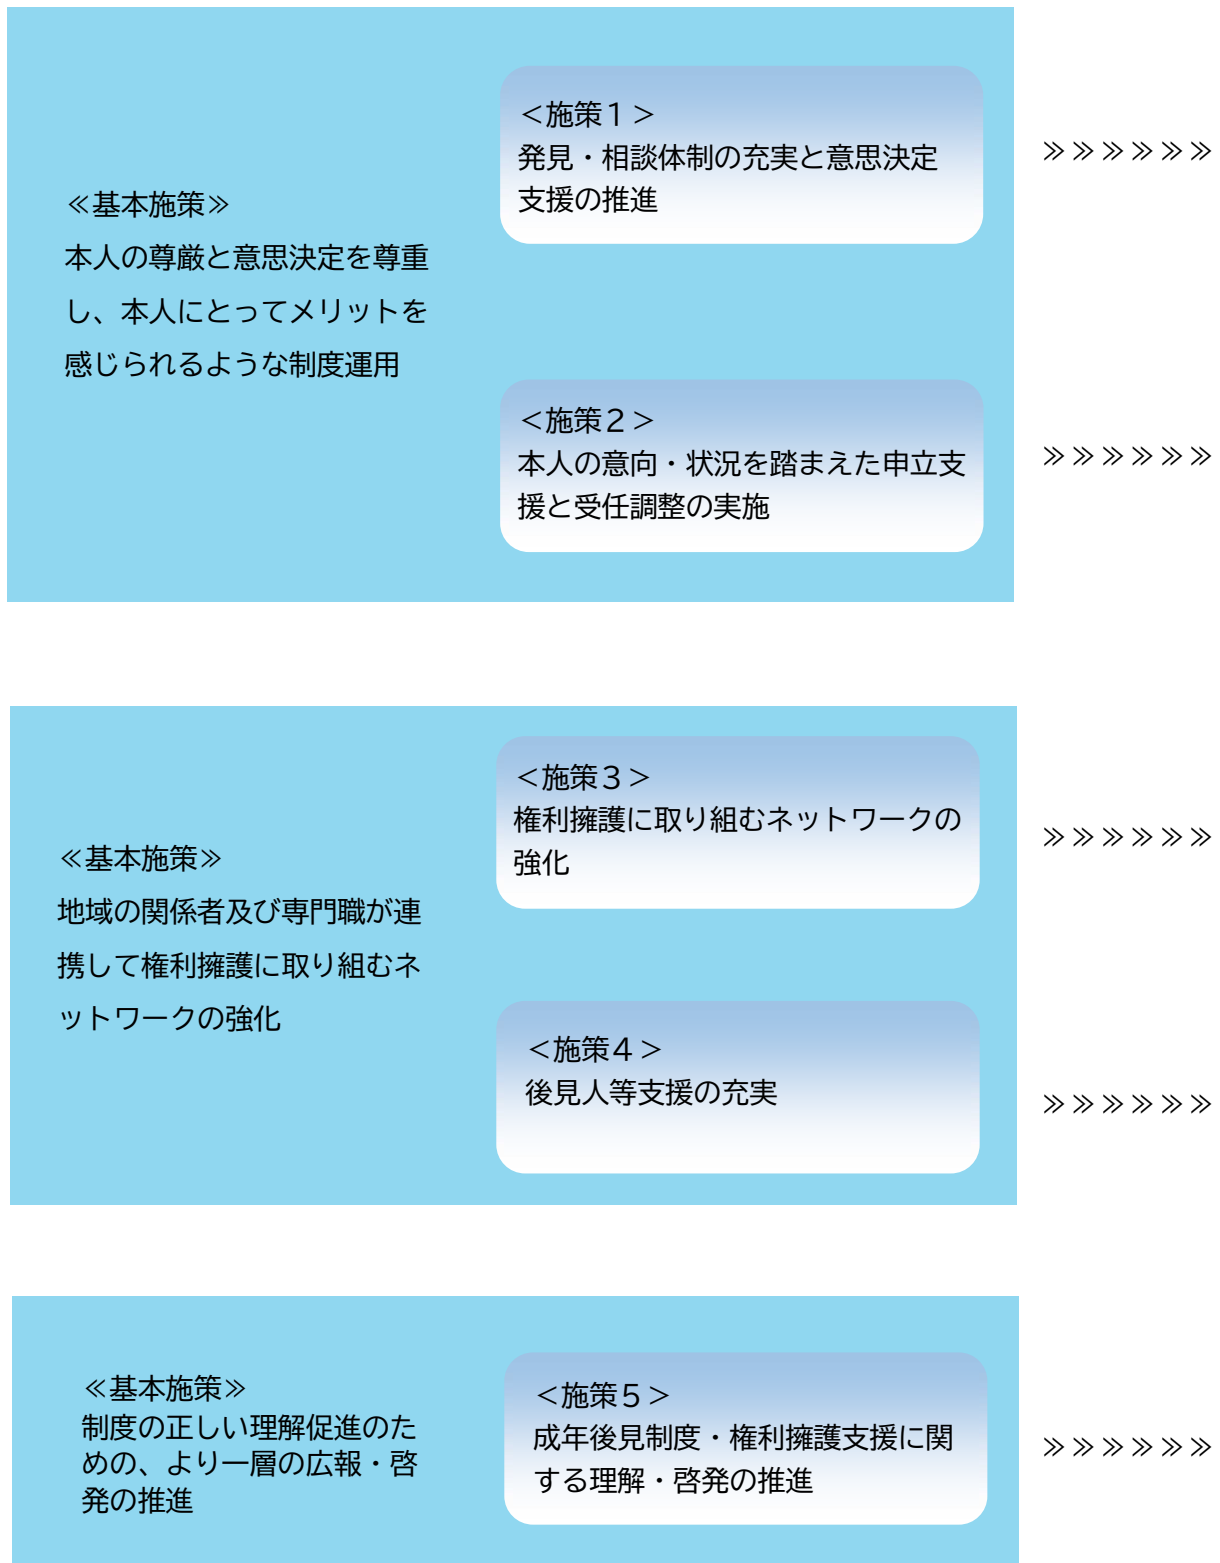 ≪基本施策≫
本人の尊厳と意思決定を尊重
し、本人にとってメリットを
感じられるような制度運用
＜施策１＞
発見・相談体制の充実と意思決定
支援の推進
≫≫≫≫≫≫
＜施策２＞
本人の意向・状況を踏まえた申立支
援と受任調整の実施
≫≫≫≫≫≫
≪基本施策≫
地域の関係者及び専門職が連
携して権利擁護に取り組むネ
ットワークの強化
＜施策３＞
権利擁護に取り組むネットワークの
強化
≫≫≫≫≫≫
＜施策４＞
後見人等支援の充実
≫≫≫≫≫≫
≪基本施策≫
制度の正しい理解促進のた
めの、より一層の広報・啓
発の推進
＜施策５＞
成年後見制度・権利擁護支援に関
する理解・啓発の推進
≫≫≫≫≫≫